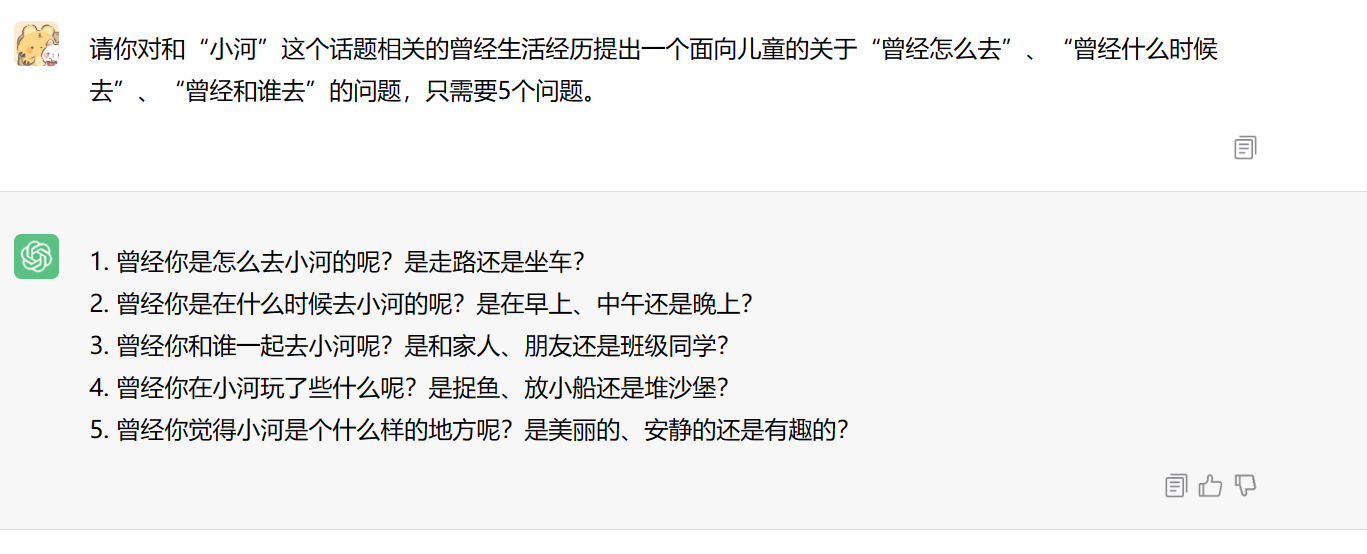 请你对和“小河”这个话题相关的曾经生活经历提出一个面向儿童的关于“曾经怎么去”、“曾经什么时候
去”、“曾经和谁去”的问题，只需要5个问题。
1. 曾经你是怎么去小河的呢？是走路还是坐车？
2. 曾经你是在什么时候去小河的呢？是在早上、中午还是晚上？
3. 曾经你和谁一起去小河呢？是和家人、朋友还是班级同学？
4. 曾经你在小河玩了些什么呢？是捉鱼、放小船还是堆沙堡？
5. 曾经你觉得小河是个什么样的地方呢？是美丽的、安静的还是有趣的？